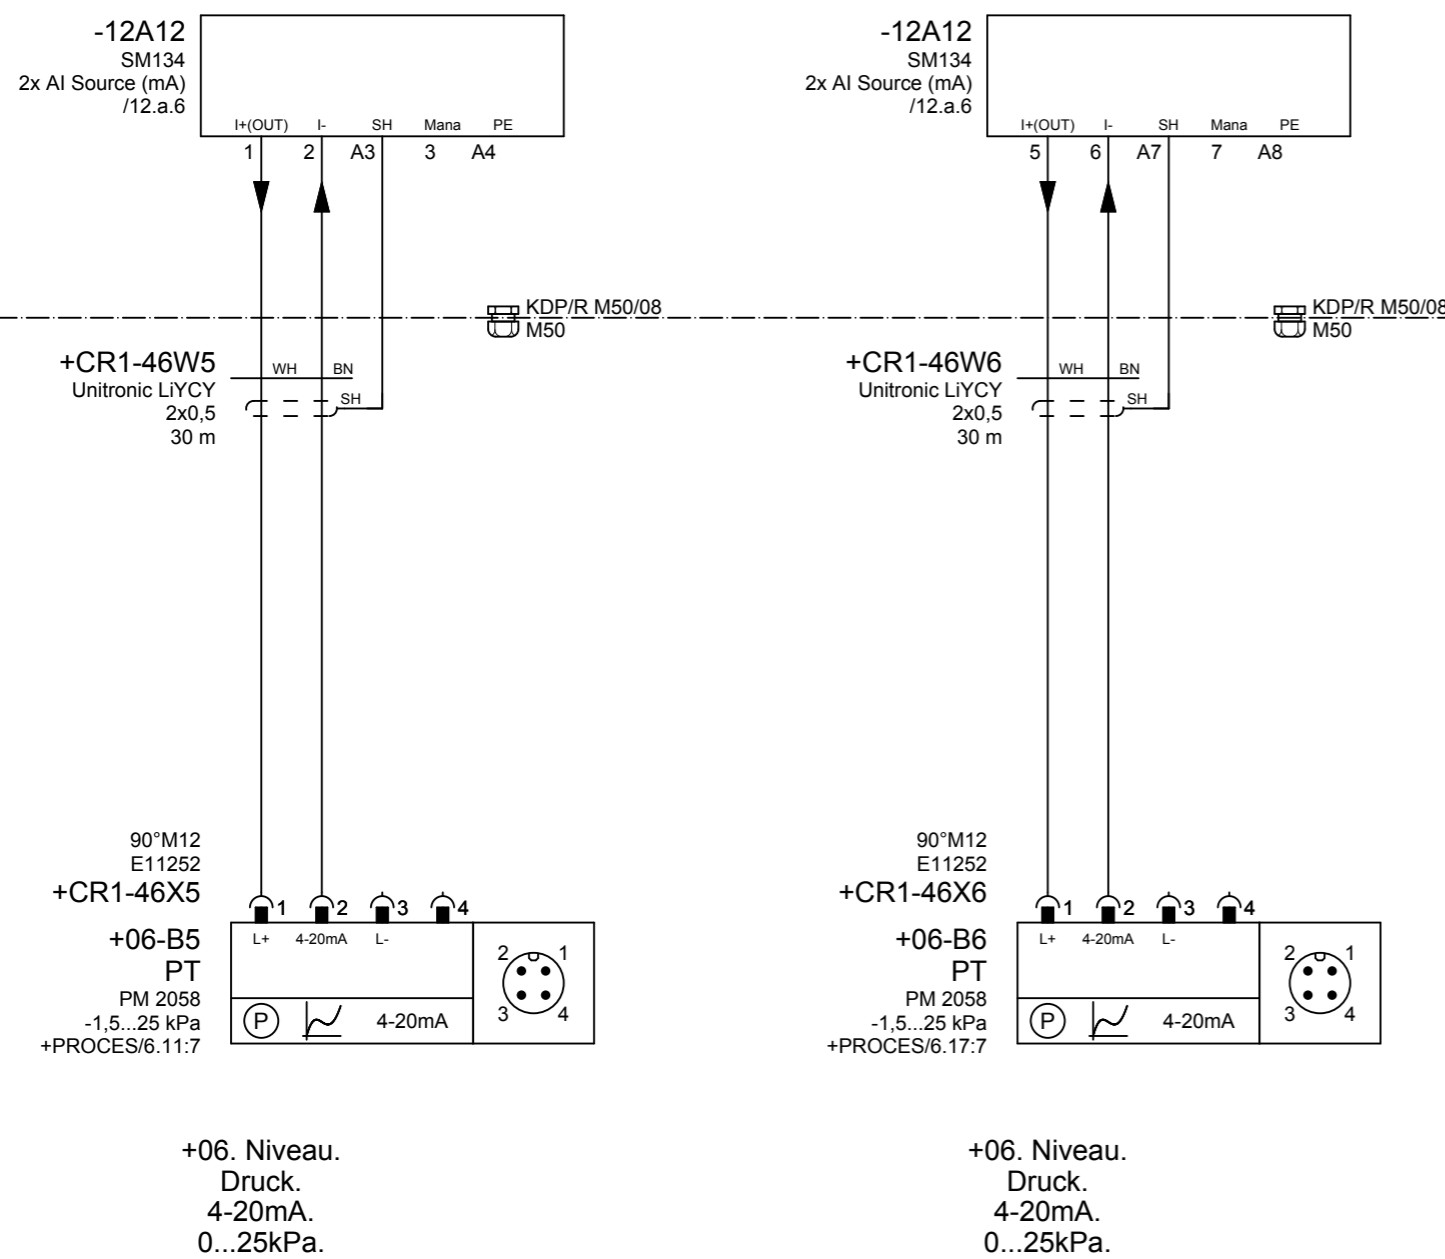 -12A12
SM134
2x AI Source (mA)
/12.a.6
I+(OUT) I- SH Mana PE
1 2 A3 3 A4
KDP/R M50/08
M50
+CR1-46W5
Unitronic LiYCY
2x0,5
30 m
WH BN
SH
90°M12
E11252
+CR1-46X5
1 2 3 4
+06-B5
PT
PM 2058
-1,5...25 kPa
+PROCES/6.11:7
L+ 4-20mA L-
P 4-20mA
2 1
3 4
+06. Niveau.
Druck.
4-20mA.
0...25kPa.
-12A12
SM134
2x AI Source (mA)
/12.a.6
I+(OUT) I- SH Mana PE
5 6 A7 7 A8
KDP/R M50/08
M50
+CR1-46W6
Unitronic LiYCY
2x0,5
30 m
WH BN
SH
90°M12
E11252
+CR1-46X6
1 2 3 4
+06-B6
PT
PM 2058
-1,5...25 kPa
+PROCES/6.17:7
L+ 4-20mA L-
P 4-20mA
2 1
3 4
+06. Niveau.
Druck.
4-20mA.
0...25kPa.